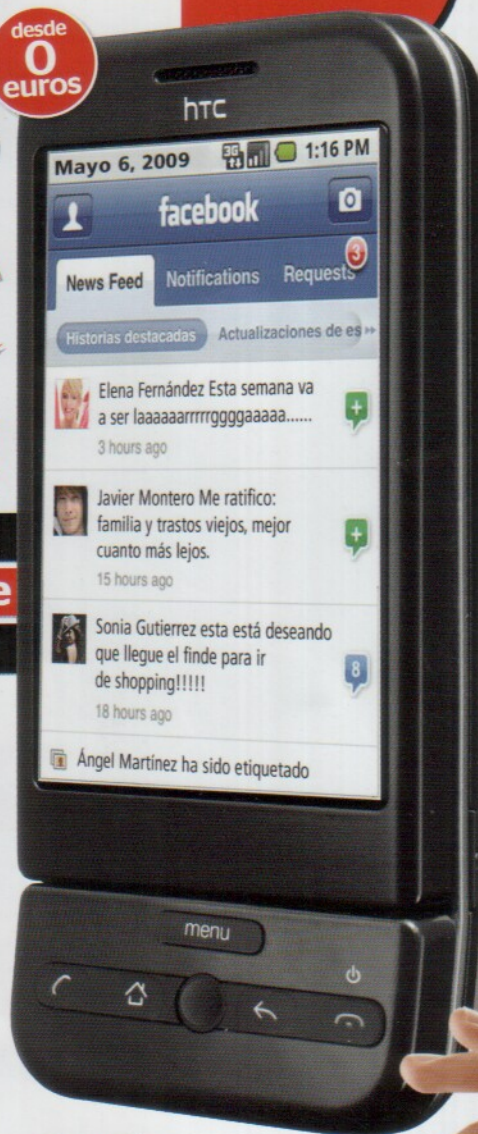 desde
0
euros
hTC
Mayo 6, 2009 3G 1:16 PM
facebook
3
News Feed Notifications Requests
Historias destacadas Actualizaciones de es
Elena Fernández Esta semana va
a ser laaaaarrrrrggggaaaaa......
3 hours ago
Javier Montero Me ratifico:
familia y trastos viejos, mejor
cuanto más lejos.
15 hours ago
e
Sonia Gutierrez esta está deseando
que llegue el finde para ir
de shopping!!!!!
8
18 hours ago
Ángel Martínez ha sido etiquetado
menu